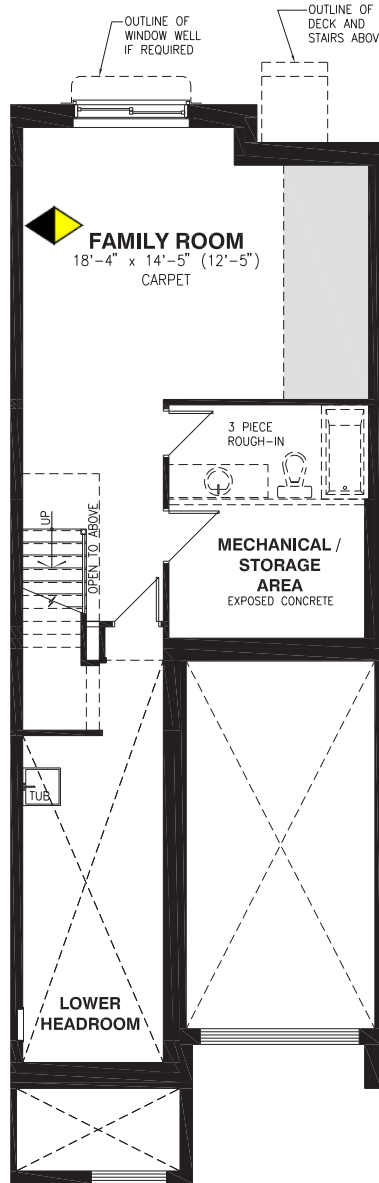 OUTLINE OF
WINDOW WELL
IF REQUIRED
OUTLINE OF
DECK AND
STAIRS ABOV
FAMILY ROOM
18'-4" x 14'-5" (12'-5")
CARPET
3 PIECE
ROUGH-IN
UP
OPEN TO ABOVE
MECHANICAL /
STORAGE
AREA
EXPOSED CONCRETE
TUB
LOWER
HEADROOM